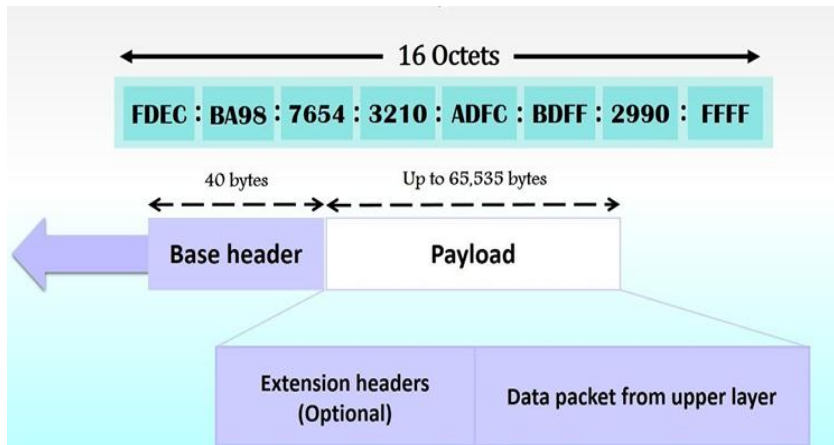 16 Octets
FDEC : BA98 : 7654 : 3210 : ADFC : BDFF : 2990 : FFFF
40 bytes Up to 65,535 bytes
Base header Payload
Extension headers
(Optional)
Data packet from upper layer